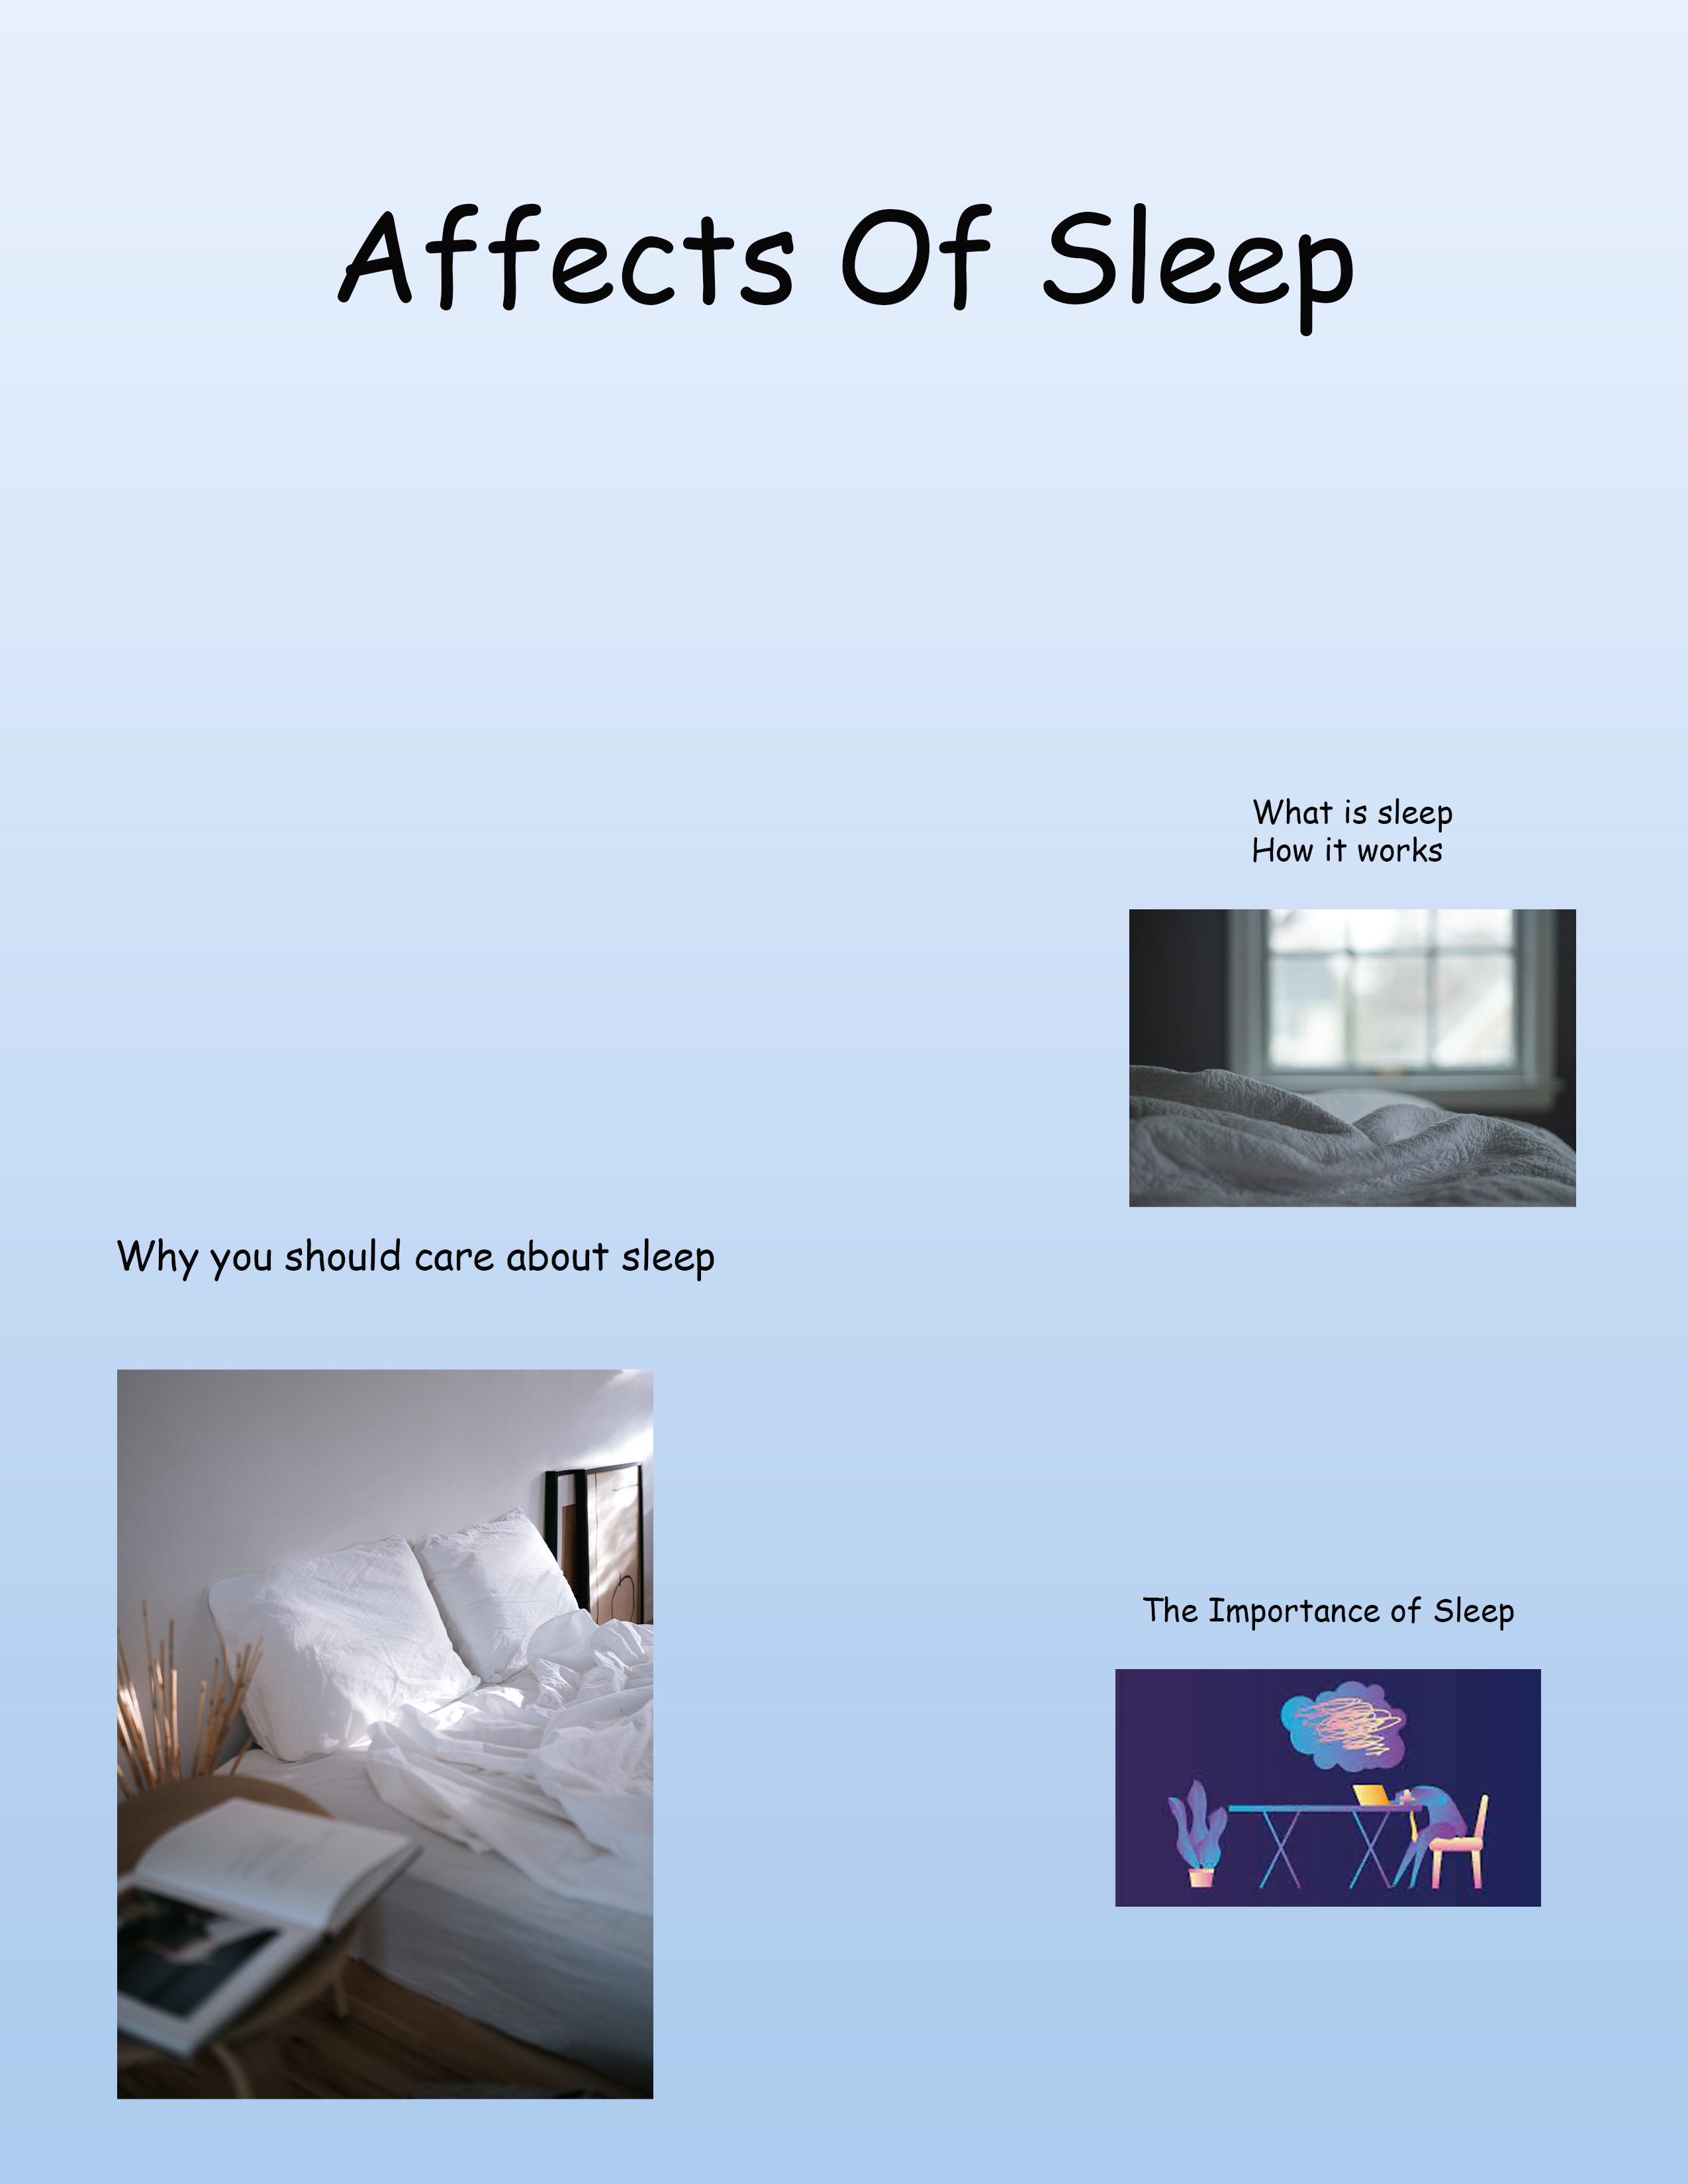 Affects Of Sleep
What is sleep
How it works
Why you should care about sleep
The Importance of Sleep